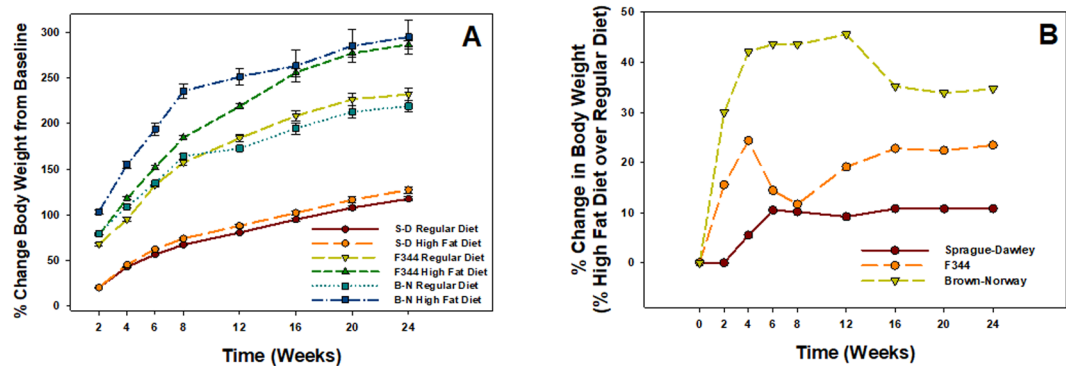 A
% Change Body Weight from Baseline
300
250
200
150
100
50
0
S-D Regular Diet
S-D High Fat Diet
F344 Regular Diet
F344 High Fat Diet
B-N Regular Diet
B-N High Fat Diet
2 4 6 8 12 16 20 24
Time (Weeks)
B
% Change in Body Weight
(% High Fat Diet over Regular Diet)
50
40
30
20
10
0
Sprague-Dawley
F344
Brown-Norway
0 2 4 6 8 12 16 20 24
Time (Weeks)